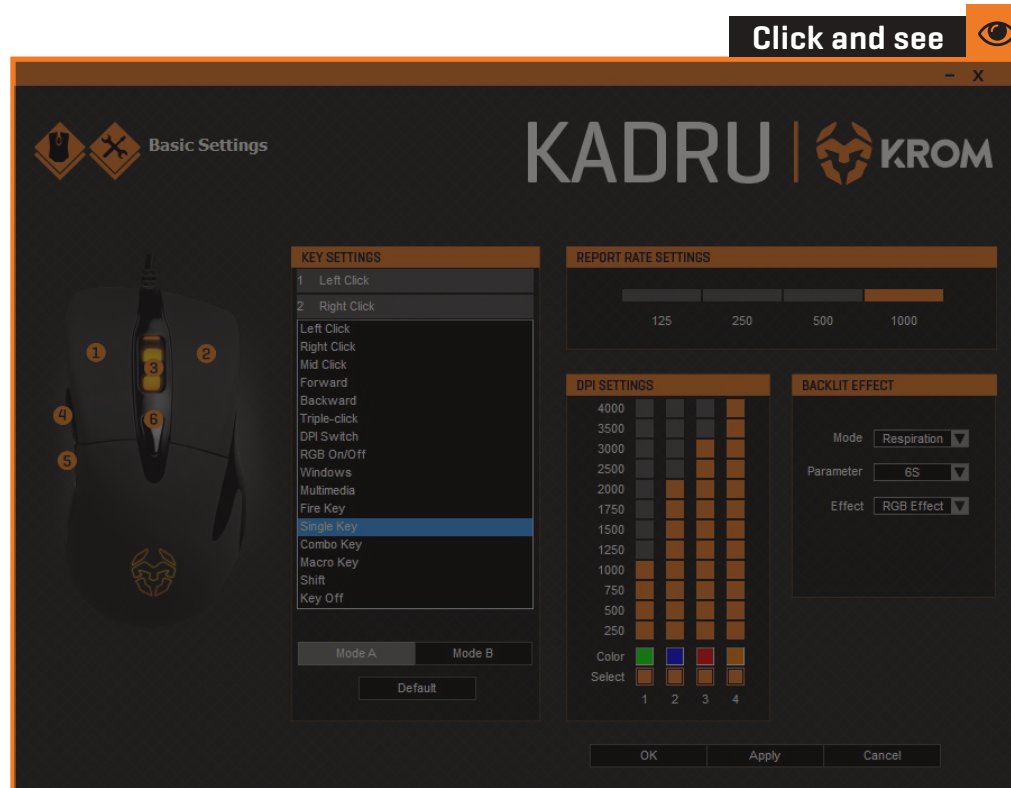 Click and see
– X
Basic Settings
KADRU
KROM
KEY SETTINGS
1 Left Click
2 Right Click
Left Click
Right Click
Mid Click
Forward
Backward
Triple-click
DPI Switch
RGB On/Off
Windows
Multimedia
Fire Key
Single Key
Combo Key
Macro Key
Shift
Key Off
Mode A Mode B
Default
1
2
3
4
6
5
REPORT RATE SETTINGS
125 250 500 1000
DPI SETTINGS
4000
3500
3000
2500
2000
1750
1500
1250
1000
750
500
250
Color
Select
1 2 3 4
BACKLIT EFFECT
Mode Respiration
Parameter 6S
Effect RGB Effect
OK Apply Cancel